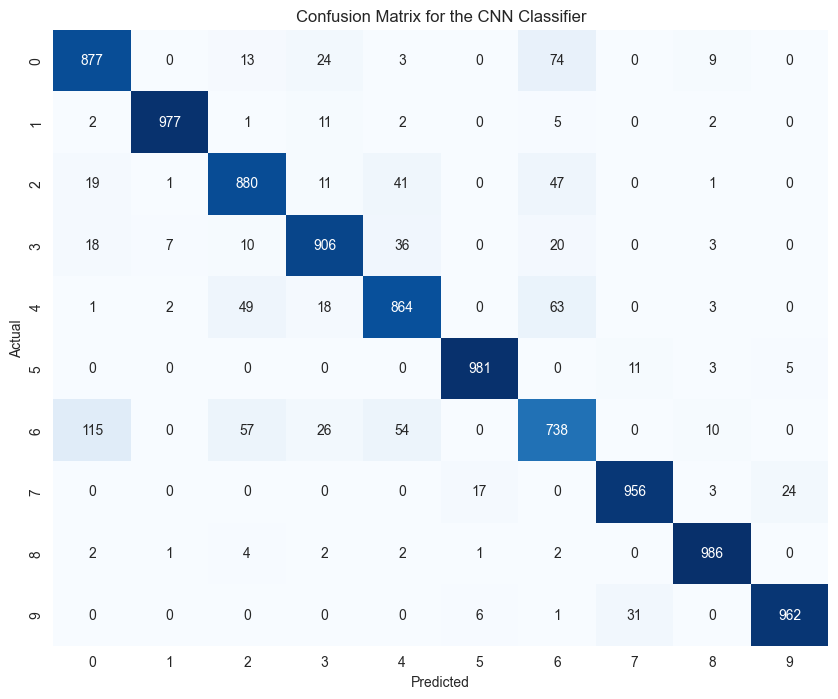 Confusion Matrix for the CNN Classifier
Actual
0 877 0 13 24 3 0 74 0 9 0
1 2 977 1 11 2 0 5 0 2 0
2 19 1 880 11 41 0 47 0 1 0
3 18 7 10 906 36 0 20 0 3 0
4 1 2 49 18 864 0 63 0 3 0
5 0 0 0 0 0 981 0 11 3 5
6 115 0 57 26 54 0 738 0 10 0
7 0 0 0 0 0 17 0 956 3 24
8 2 1 4 2 2 1 2 0 986 0
9 0 0 0 0 0 6 1 31 0 962
0 1 2 3 4 5 6 7 8 9
Predicted